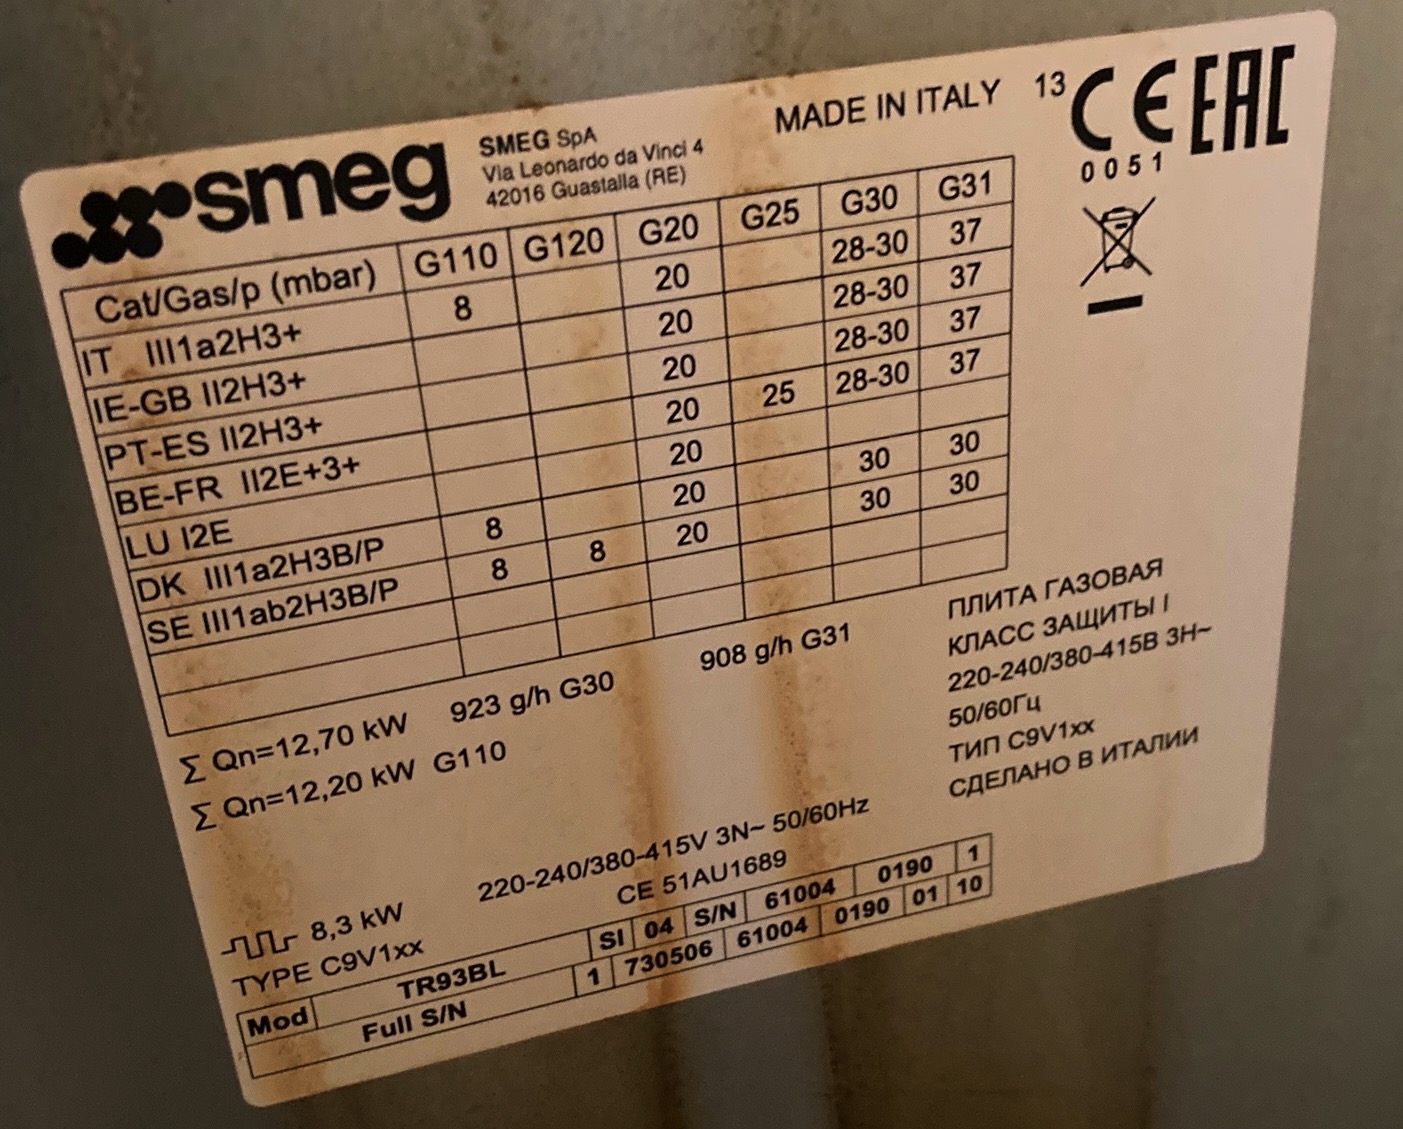 smeg
SMEG SpA
Via Leonardo da Vinci 4
42016 Guastalla (RE)
MADE IN ITALY
13 CE EAC
0051
Cat/Gas/p (mbar) G110 G120 G20 G25 G30 G31
IT III1a2H3+ 8 20 28-30 37
IE-GB II2H3+ 20 28-30 37
PT-ES II2H3+ 20 28-30 37
BE-FR II2E+3+ 20 25 28-30 37
LU I2E 20
DK III1a2H3B/P 8 20 30 30
SE III1ab2H3B/P 8 8 20 30 30
Σ Qn=12,70 kW 923 g/h G30 908 g/h G31
Σ Qn=12,20 kW G110
ПЛИТА ГАЗОВАЯ
КЛАСС ЗАЩИТЫ I
220-240/380-415В 3Н~
50/60Гц
ТИП C9V1xx
СДЕЛАНО В ИТАЛИИ
8,3 kW 220-240/380-415V 3N~ 50/60Hz
TYPE C9V1xx CE 51AU1689
Mod TR93BL SI 04 S/N 61004 0190 1
Full S/N 1 730506 61004 0190 01 10